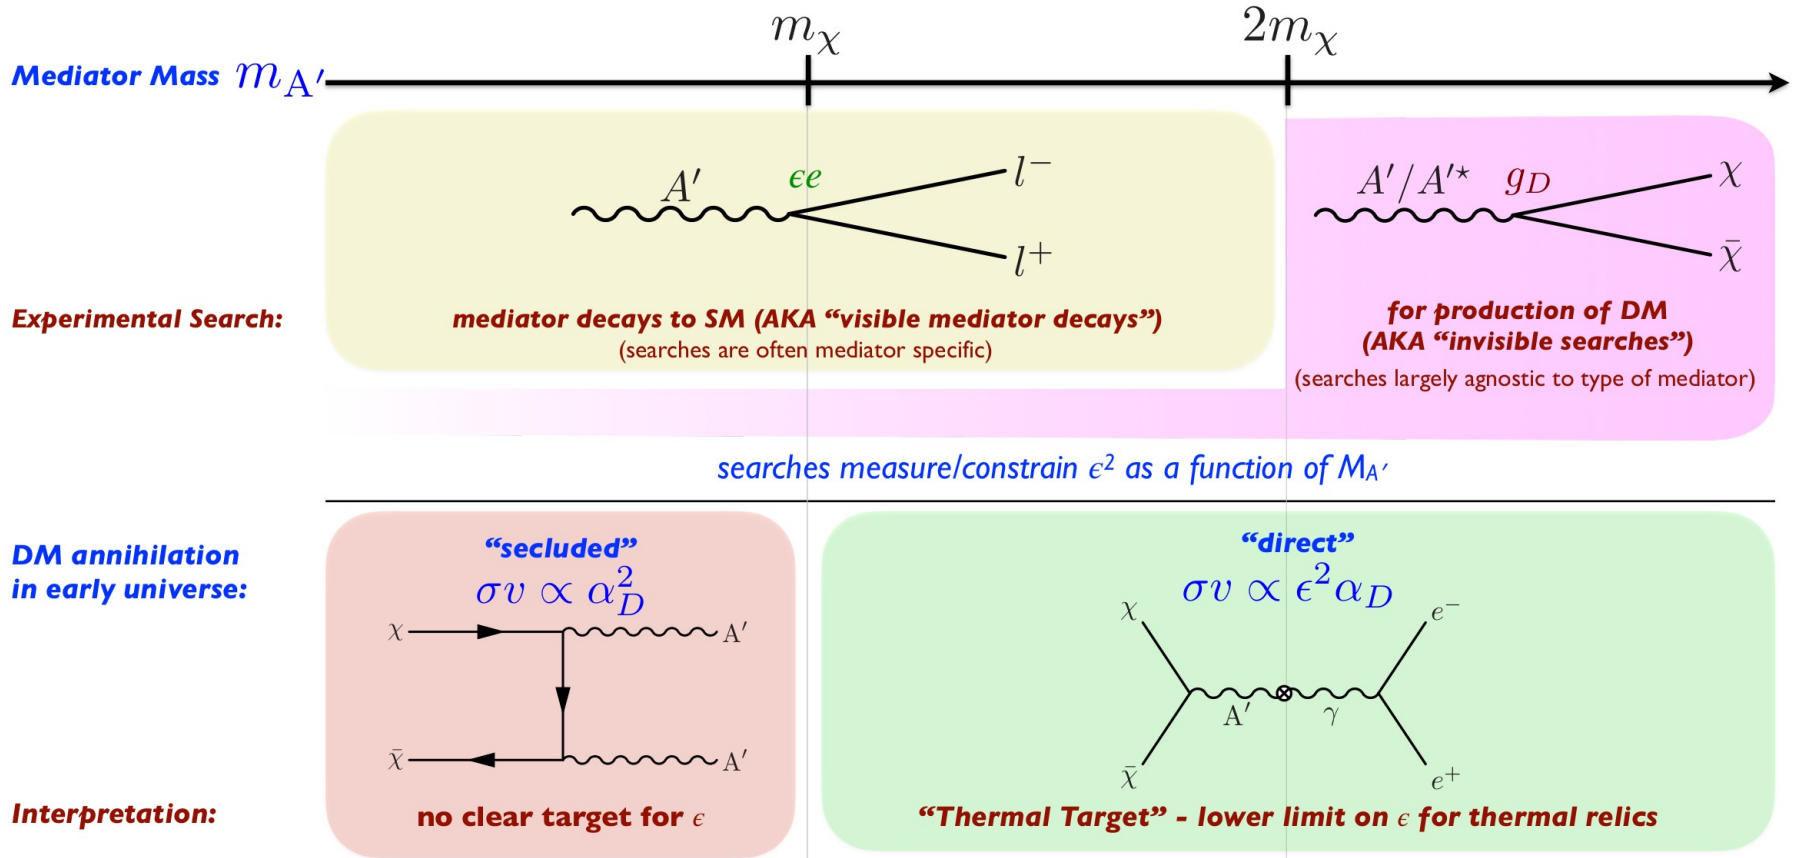 m_χ
2m_χ
Mediator Mass m_A′
A′
ϵe
l⁻
l⁺
A′/A′⋆
g_D
χ
χ̄
Experimental Search:
mediator decays to SM (AKA “visible mediator decays”)
(searches are often mediator specific)
for production of DM
(AKA “invisible searches”)
(searches largely agnostic to type of mediator)
searches measure/constrain ϵ² as a function of M_A′
DM annihilation
in early universe:
“secluded”
σv ∝ α_D²
χ
A′
χ̄
A′
“direct”
σv ∝ ϵ²α_D
χ
e⁻
A′
γ
χ̄
e⁺
Interpretation:
no clear target for ϵ
“Thermal Target” - lower limit on ϵ for thermal relics